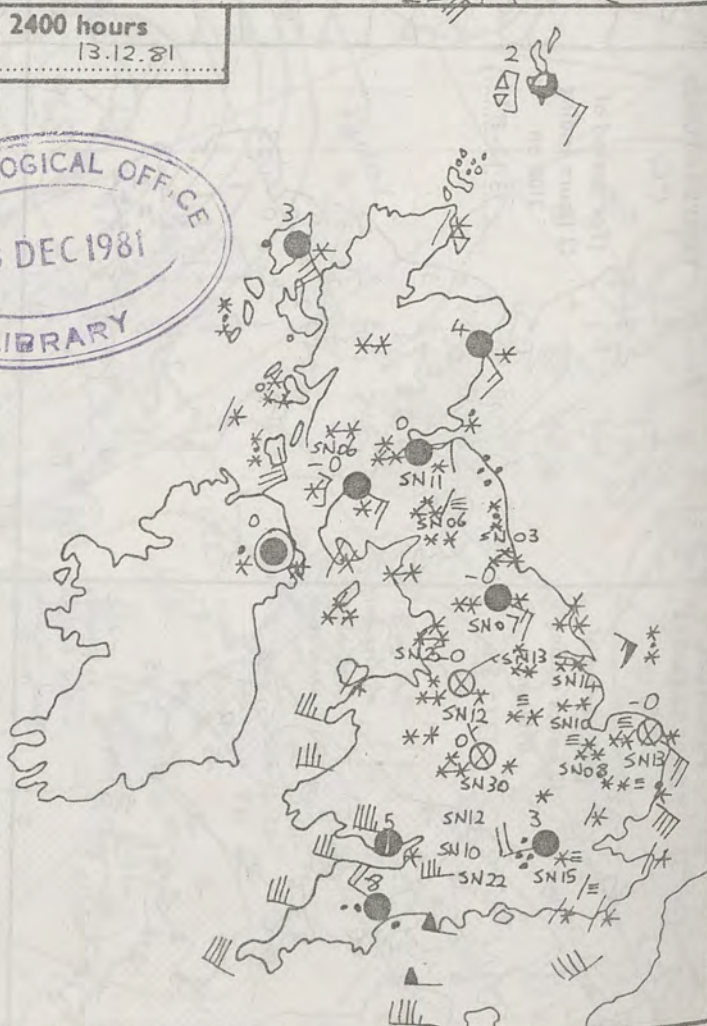 2400 hours
13.12.81
OGICAL OFFICE
DEC 1981
LIBRARY
2
3
4
0
SN06
-0
SN11
0
SN06
SN03
-0
SN07
-0
SN13
SN14
SN12
SN10
-0
0
SN08
SN13
SN30
SN12
5
3
SN10
SN22
SN15
8